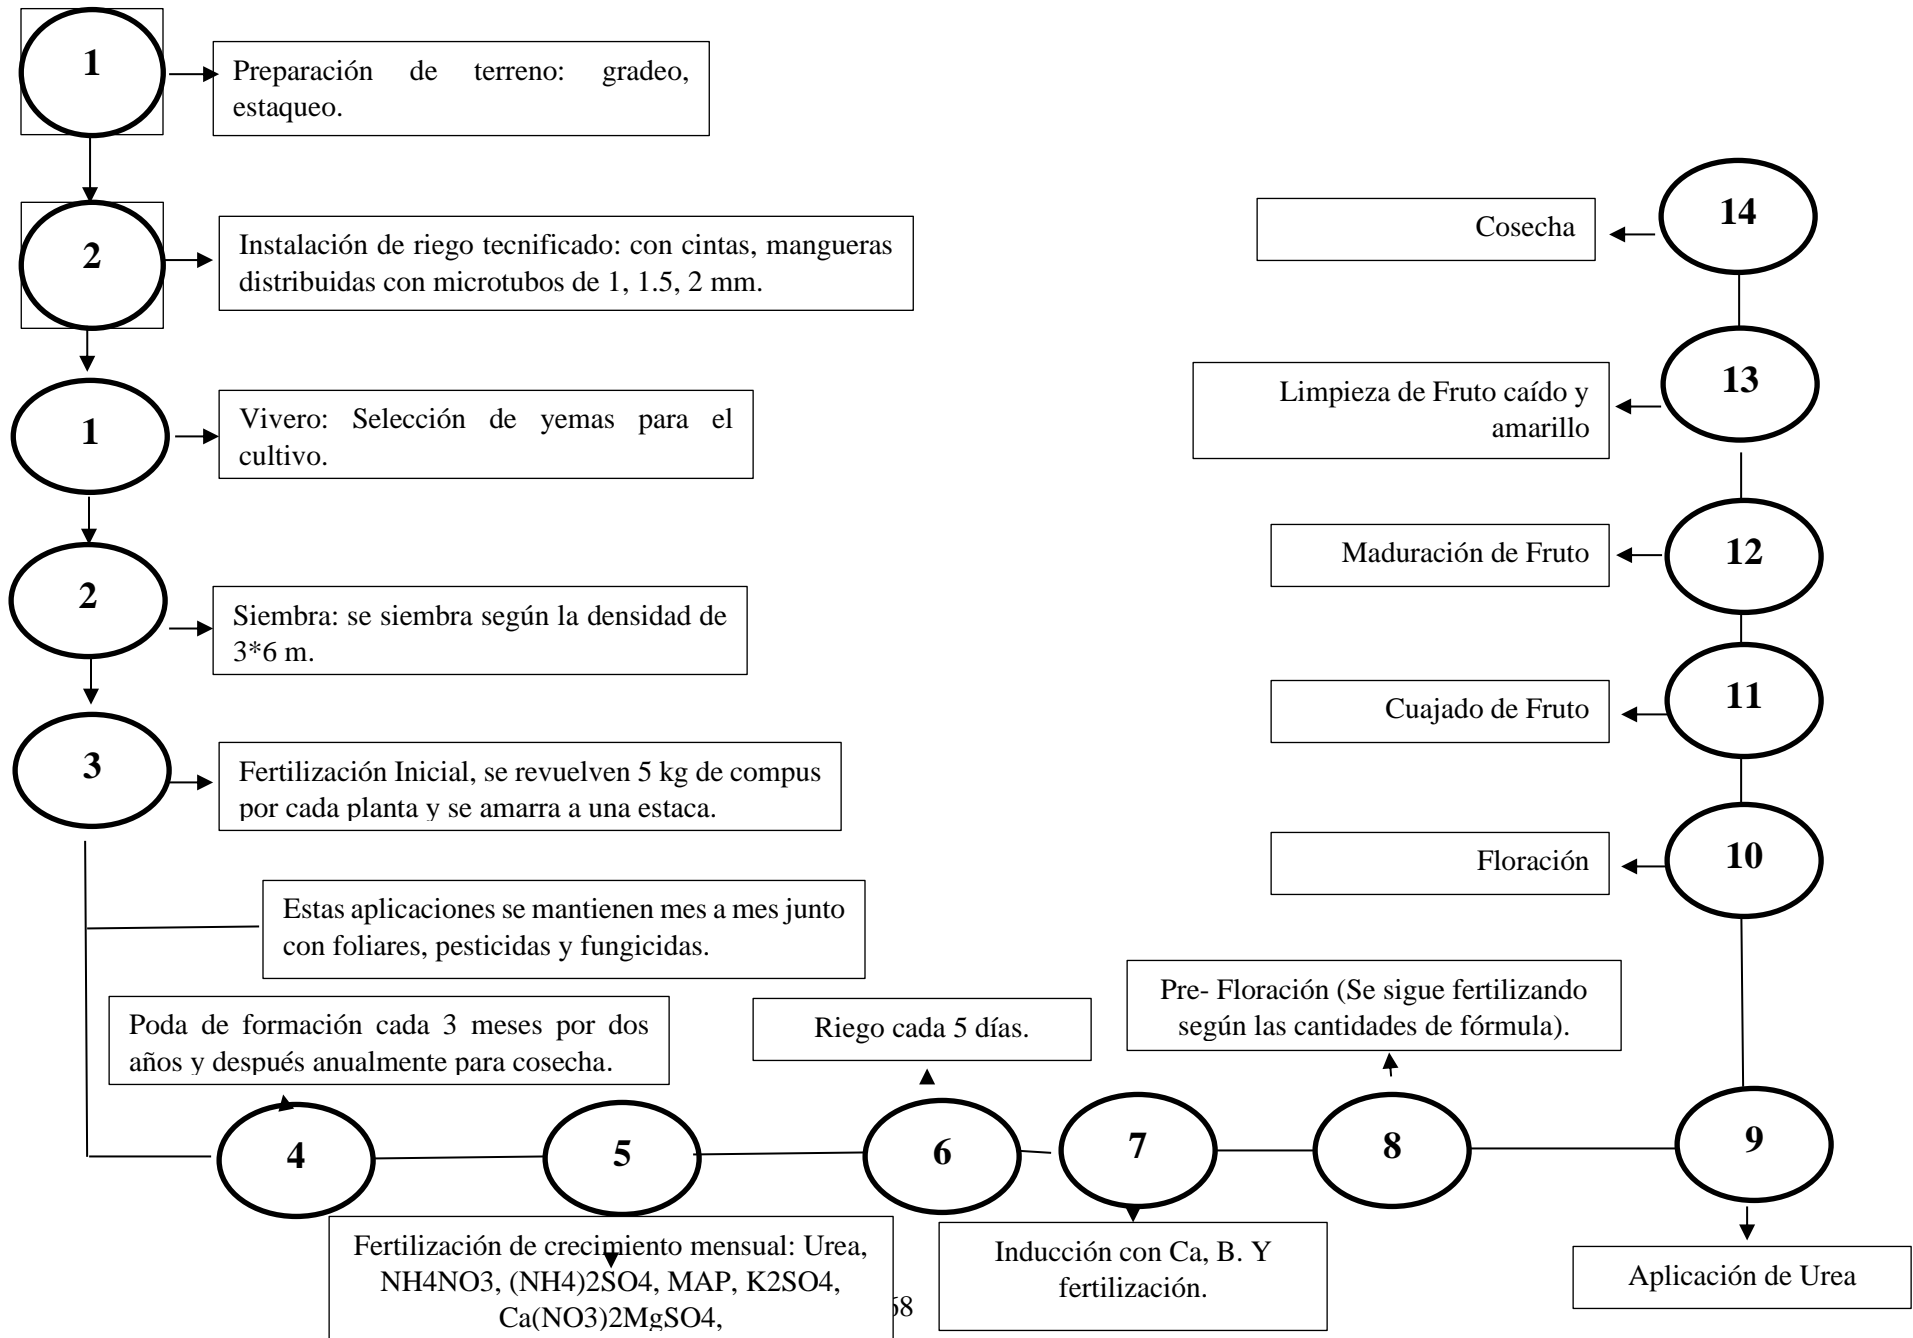 1
Preparación de terreno: gradeo,
estaqueo.
2
Instalación de riego tecnificado: con cintas, mangueras
distribuidas con microtubos de 1, 1.5, 2 mm.
1
Vivero: Selección de yemas para el
cultivo.
2
Siembra: se siembra según la densidad de
3*6 m.
3
Fertilización Inicial, se revuelven 5 kg de compus
por cada planta y se amarra a una estaca.
Estas aplicaciones se mantienen mes a mes junto
con foliares, pesticidas y fungicidas.
Poda de formación cada 3 meses por dos
años y después anualmente para cosecha.
4
5
Fertilización de crecimiento mensual: Urea,
NH4NO3, (NH4)2SO4, MAP, K2SO4,
Ca(NO3)2MgSO4,
Riego cada 5 días.
6
7
Inducción con Ca, B. Y
fertilización.
Pre- Floración (Se sigue fertilizando
según las cantidades de fórmula).
8
9
Aplicación de Urea
10
Floración
11
Cuajado de Fruto
12
Maduración de Fruto
13
Limpieza de Fruto caído y
amarillo
14
Cosecha